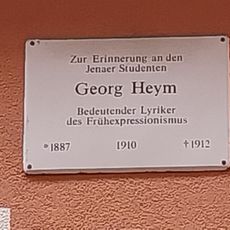 Zur Erinnerung an den
Jenaer Studenten
Georg Heym
Bedeutender Lyriker
des Frühexpressionismus
*1887 1910 †1912